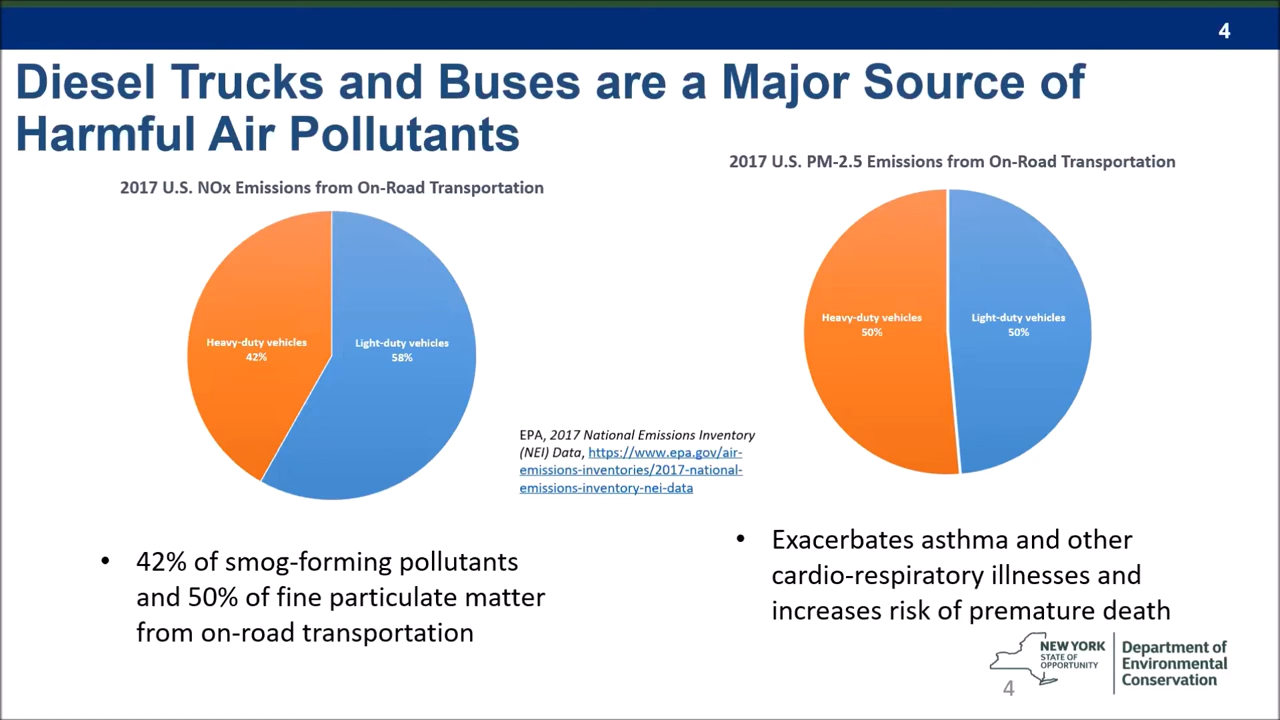 4
Diesel Trucks and Buses are a Major Source of
Harmful Air Pollutants
2017 U.S. NOx Emissions from On-Road Transportation
Heavy-duty vehicles
42%
Light-duty vehicles
58%
2017 U.S. PM-2.5 Emissions from On-Road Transportation
Heavy-duty vehicles
50%
Light-duty vehicles
50%
EPA, 2017 National Emissions Inventory
(NEI) Data, https://www.epa.gov/air-
emissions-inventories/2017-national-
emissions-inventory-nei-data
• 42% of smog-forming pollutants
and 50% of fine particulate matter
from on-road transportation
• Exacerbates asthma and other
cardio-respiratory illnesses and
increases risk of premature death
NEW YORK
STATE OF
OPPORTUNITY
Department of
Environmental
Conservation
4